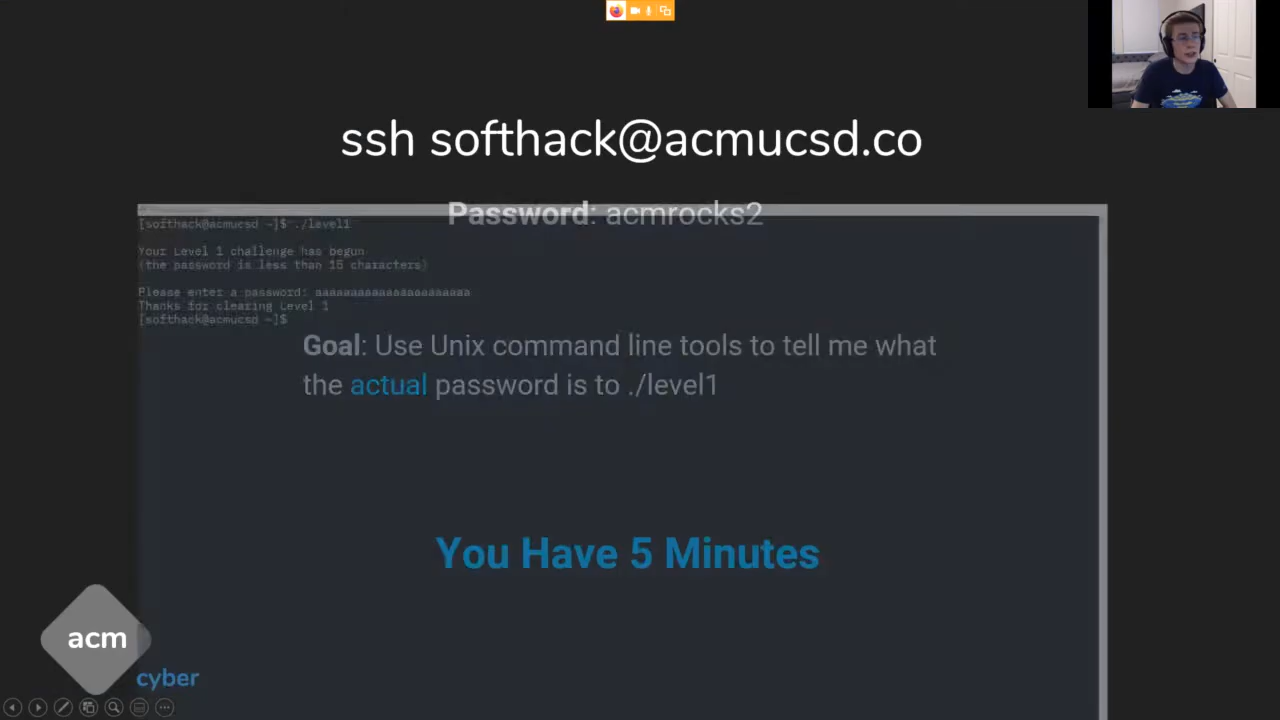 ssh softhack@acmucsd.co
Password: acmrocks2
[softhack@acmucsd ~]$ ./level1
Your Level 1 challenge has begun
(the password is less than 15 characters)
Please enter a password: aaaaaaaaaaaaaaaaaaaaaa
Thanks for clearing Level 1
[softhack@acmucsd ~]$
Goal: Use Unix command line tools to tell me what
the actual password is to ./level1
You Have 5 Minutes
acm
cyber